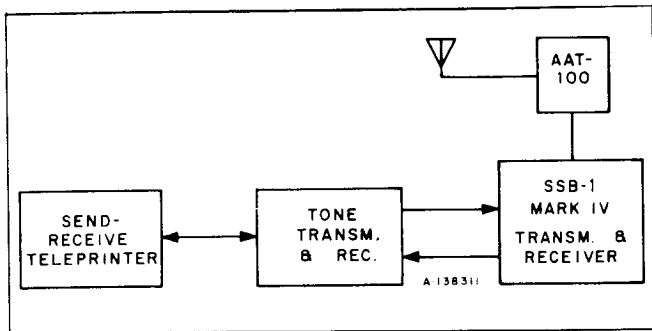 AAT-
100
SEND-
RECEIVE
TELEPRINTER
TONE
TRANSM.
& REC.
SSB-1
MARK IV
TRANSM. &
RECEIVER
A-138311